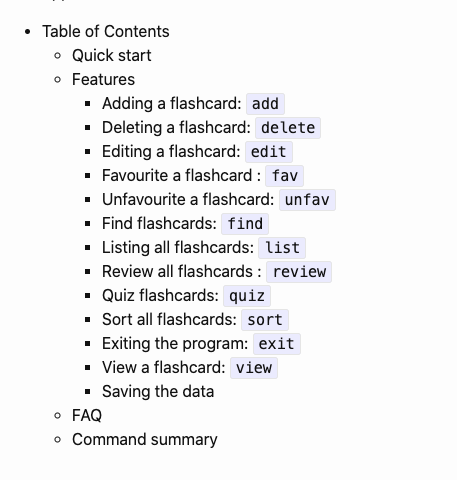 Table of Contents
Quick start
Features
Adding a flashcard: add
Deleting a flashcard: delete
Editing a flashcard: edit
Favourite a flashcard : fav
Unfavourite a flashcard: unfav
Find flashcards: find
Listing all flashcards: list
Review all flashcards : review
Quiz flashcards: quiz
Sort all flashcards: sort
Exiting the program: exit
View a flashcard: view
Saving the data
FAQ
Command summary